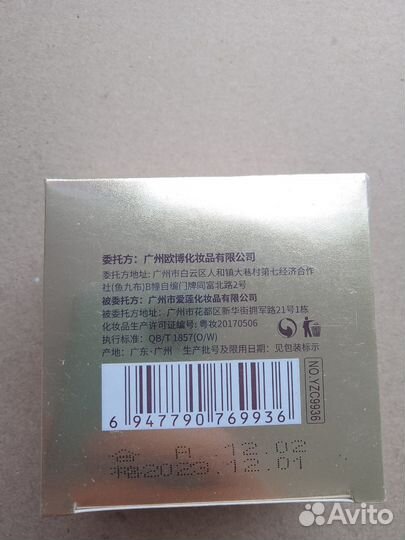 委托方: 广州欧博化妆品有限公司
委托方地址: 广州市白云区人和镇大巷村第七经济合作
社(鱼九布)B幢自编门牌同富北路2号
被委托方: 广州市爱莲化妆品有限公司
被委托方地址: 广州市花都区新华街拥军路21号1栋
化妆品生产许可证编号: 粤妆20170506
执行标准: QB/T 1857(O/W)
产地: 广东·广州 生产批号及限用日期: 见包装标示
NO.YZC9936
6 947790 769936
合 12.02
格 12.01
Avito